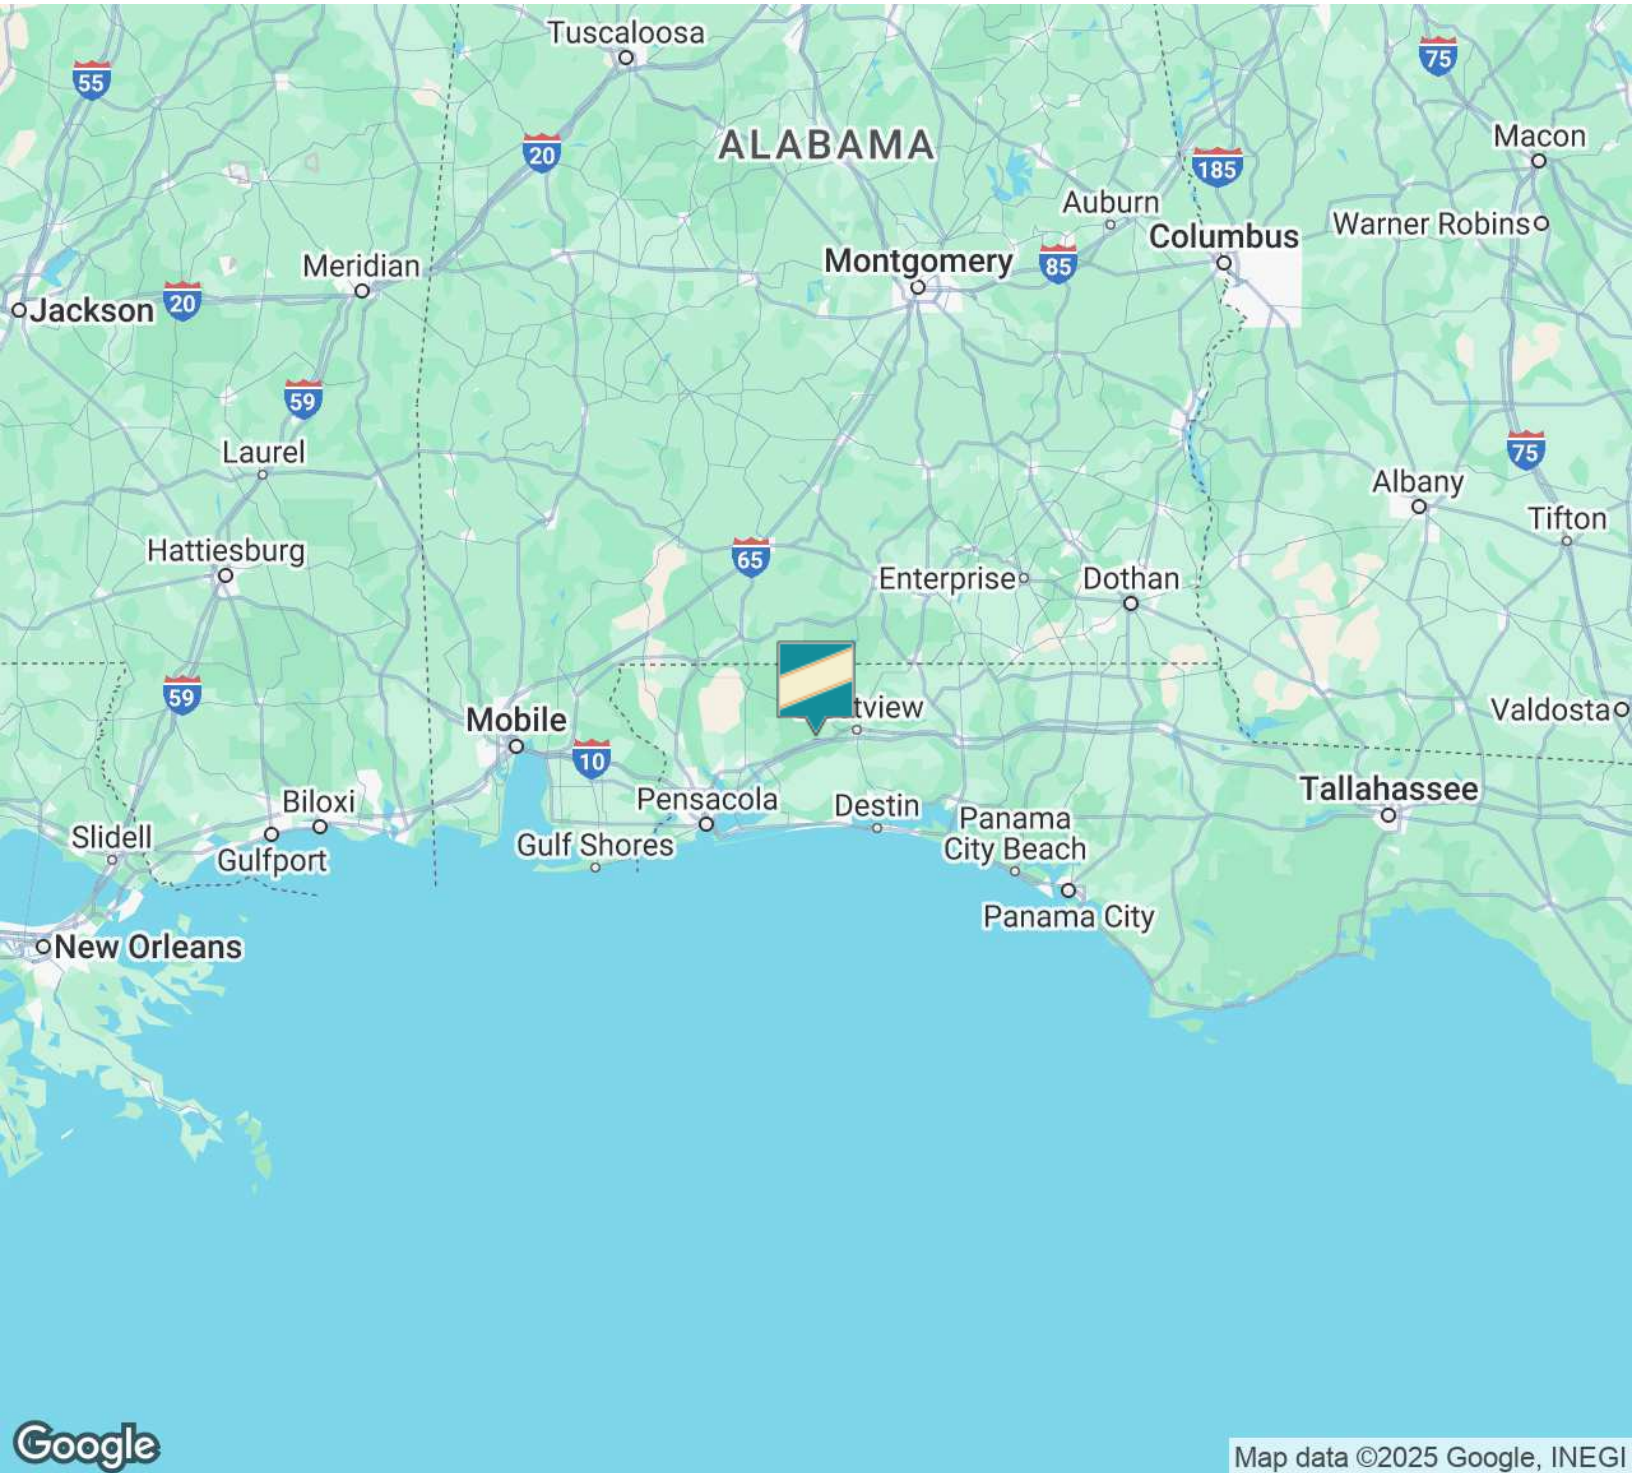 Tuscaloosa
55
75
20
ALABAMA
Macon
185
Auburn
Warner Robins
Columbus
Montgomery
85
Meridian
20
Jackson
59
Laurel
75
Albany
Tifton
Hattiesburg
65
Enterprise
Dothan
59
Mobile
tview
Valdosta
10
Tallahassee
Biloxi
Pensacola
Destin
Panama
City Beach
Slidell
Gulfport
Gulf Shores
Panama City
New Orleans
Google
Map data ©2025 Google, INEGI